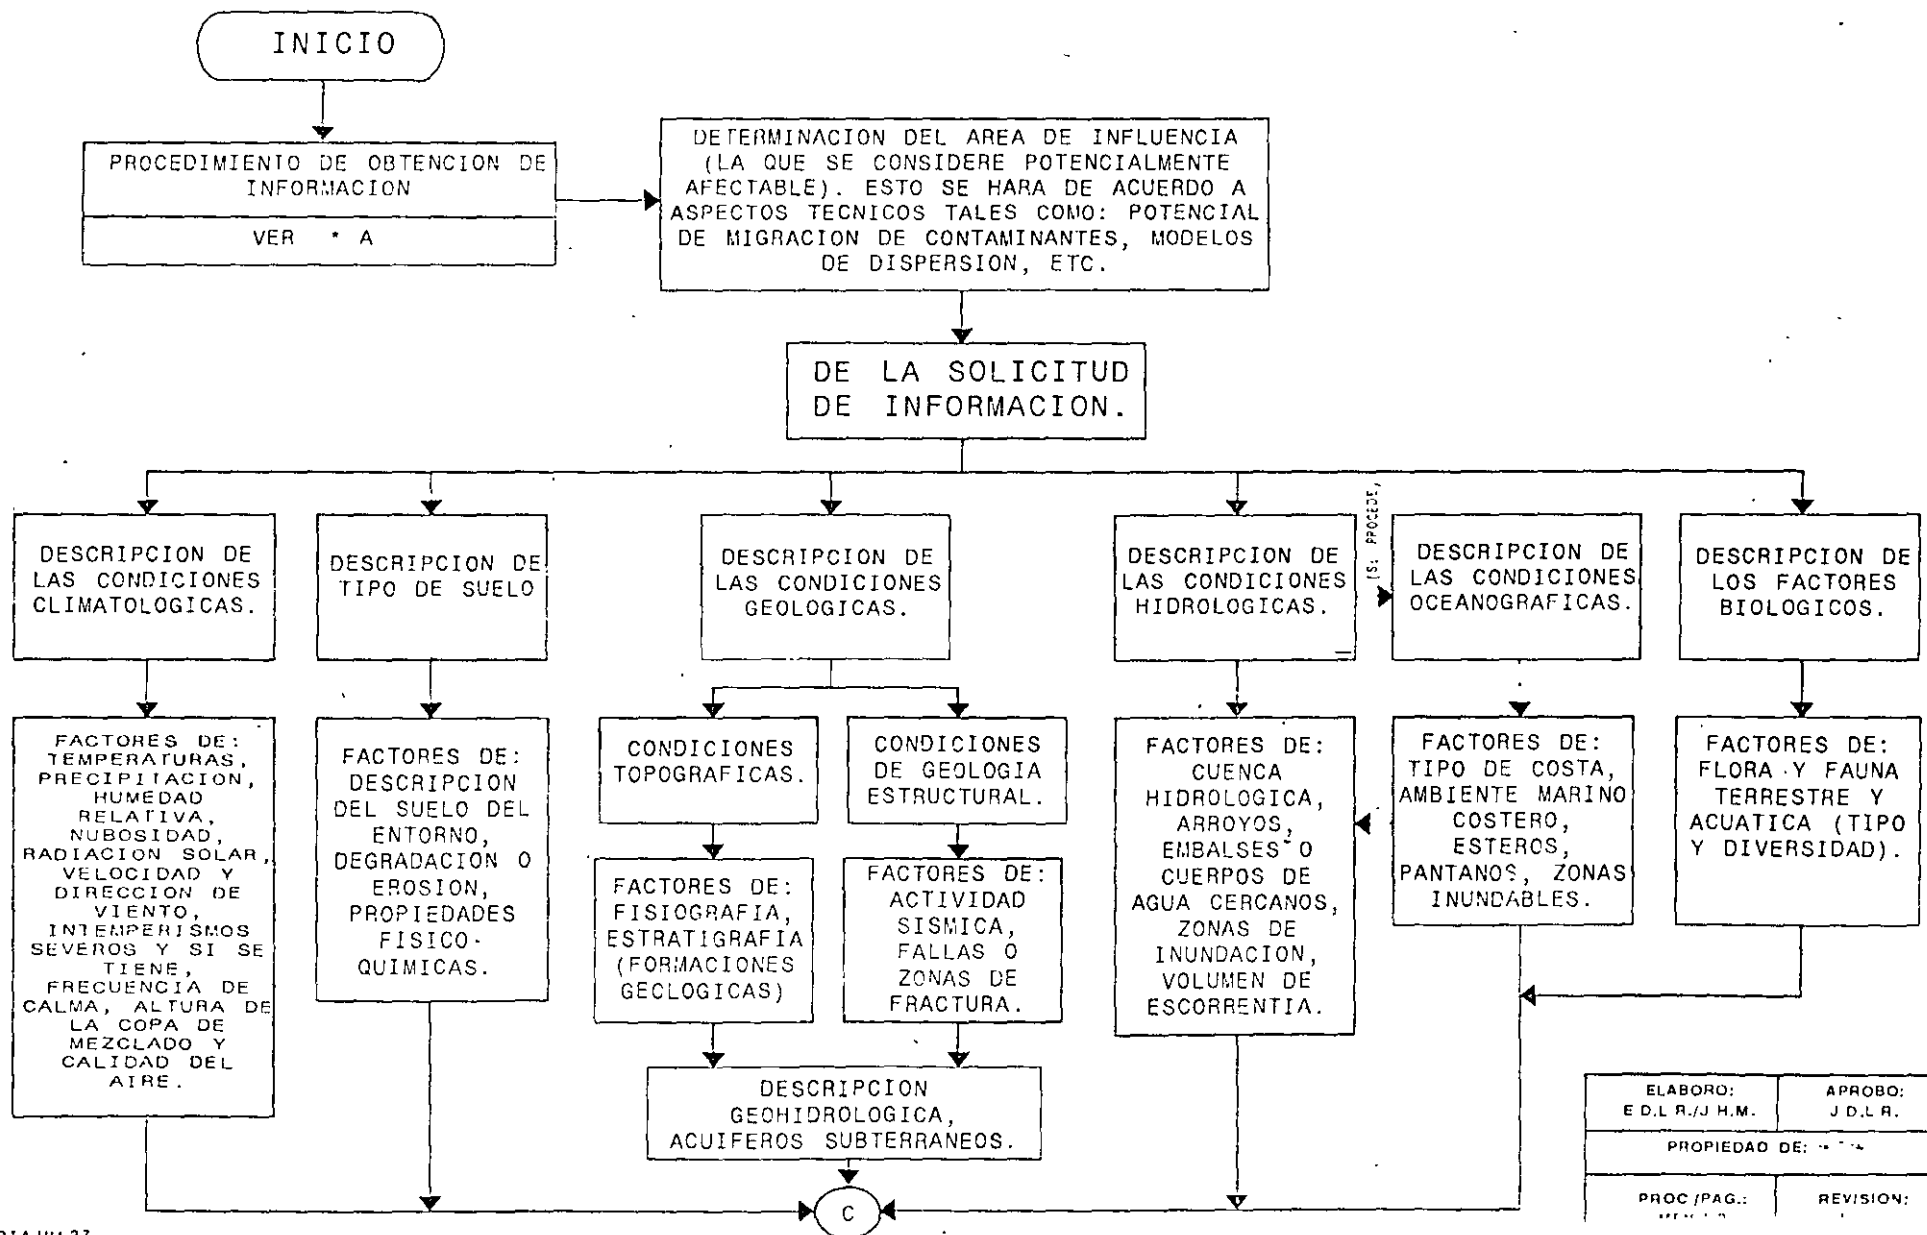 INICIO
PROCEDIMIENTO DE OBTENCION DE
INFORMACION
VER * A
DETERMINACION DEL AREA DE INFLUENCIA
(LA QUE SE CONSIDERE POTENCIALMENTE
AFECTABLE). ESTO SE HARA DE ACUERDO A
ASPECTOS TECNICOS TALES COMO: POTENCIAL
DE MIGRACION DE CONTAMINANTES, MODELOS
DE DISPERSION, ETC.
DE LA SOLICITUD
DE INFORMACION.
DESCRIPCION DE
LAS CONDICIONES
CLIMATOLOGICAS.
DESCRIPCION DE
TIPO DE SUELO
DESCRIPCION DE
LAS CONDICIONES
GEOLOGICAS.
DESCRIPCION DE
LAS CONDICIONES
HIDROLOGICAS.
PROCEDE,
DESCRIPCION DE
LAS CONDICIONES
OCEANOGRAFICAS.
DESCRIPCION DE
LOS FACTORES
BIOLOGICOS.
FACTORES DE:
TEMPERATURAS,
PRECIPITACION,
HUMEDAD
RELATIVA,
NUBOSIDAD,
RADIACION SOLAR,
VELOCIDAD Y
DIRECCION DE
VIENTO,
INTEMPERISMOS
SEVEROS Y SI SE
TIENE,
FRECUENCIA DE
CALMA, ALTURA DE
LA COPA DE
MEZCLADO Y
CALIDAD DEL
AIRE.
FACTORES DE:
DESCRIPCION
DEL SUELO DEL
ENTORNO,
DEGRADACION O
EROSION,
PROPIEDADES
FISICO-
QUIMICAS.
CONDICIONES
TOPOGRAFICAS.
CONDICIONES
DE GEOLOGIA
ESTRUCTURAL.
FACTORES DE:
FISIOGRAFIA,
ESTRATIGRAFIA
(FORMACIONES
GEOLOGICAS)
FACTORES DE:
ACTIVIDAD
SISMICA,
FALLAS O
ZONAS DE
FRACTURA.
DESCRIPCION
GEOHIDROLOGICA,
ACUIFEROS SUBTERRANEOS.
FACTORES DE:
CUENCA
HIDROLOGICA,
ARROYOS,
EMBALSES O
CUERPOS DE
AGUA CERCANOS,
ZONAS DE
INUNDACION,
VOLUMEN DE
ESCORRENTIA.
FACTORES DE:
TIPO DE COSTA,
AMBIENTE MARINO
COSTERO,
ESTEROS,
PANTANOS, ZONAS
INUNDABLES.
FACTORES DE:
FLORA Y FAUNA
TERRESTRE Y
ACUATICA (TIPO
Y DIVERSIDAD).
C
ELABORO:
E D.L R./J H.M.
APROBO:
J D.L R.
PROPIEDAD DE:
PROC /PAG.:
REVISION: